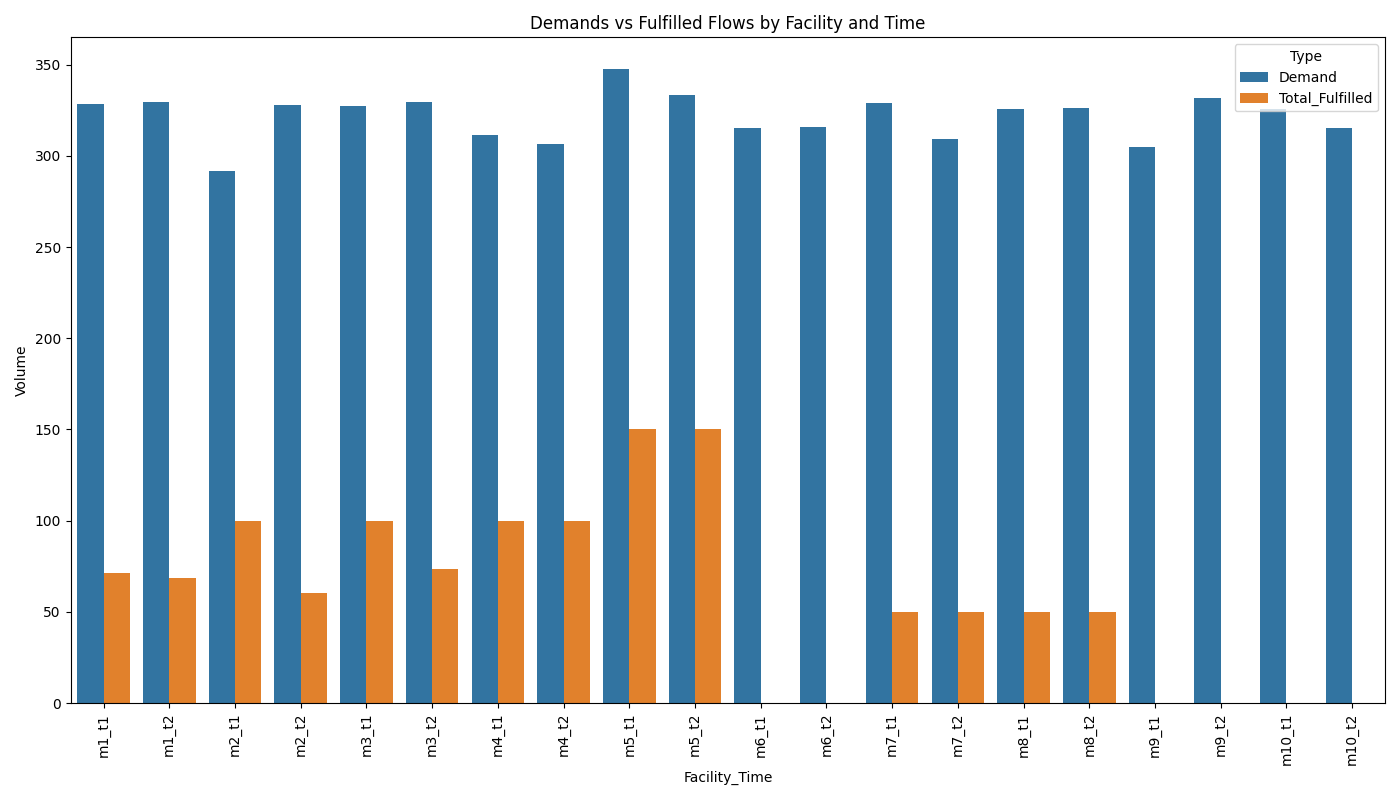 Demands vs Fulfilled Flows by Facility and Time
Type
Demand
Total_Fulfilled
Volume
350
300
250
200
150
100
50
0
m1_t1
m1_t2
m2_t1
m2_t2
m3_t1
m3_t2
m4_t1
m4_t2
m5_t1
m5_t2
m6_t1
m6_t2
m7_t1
m7_t2
m8_t1
m8_t2
m9_t1
m9_t2
m10_t1
m10_t2
Facility_Time